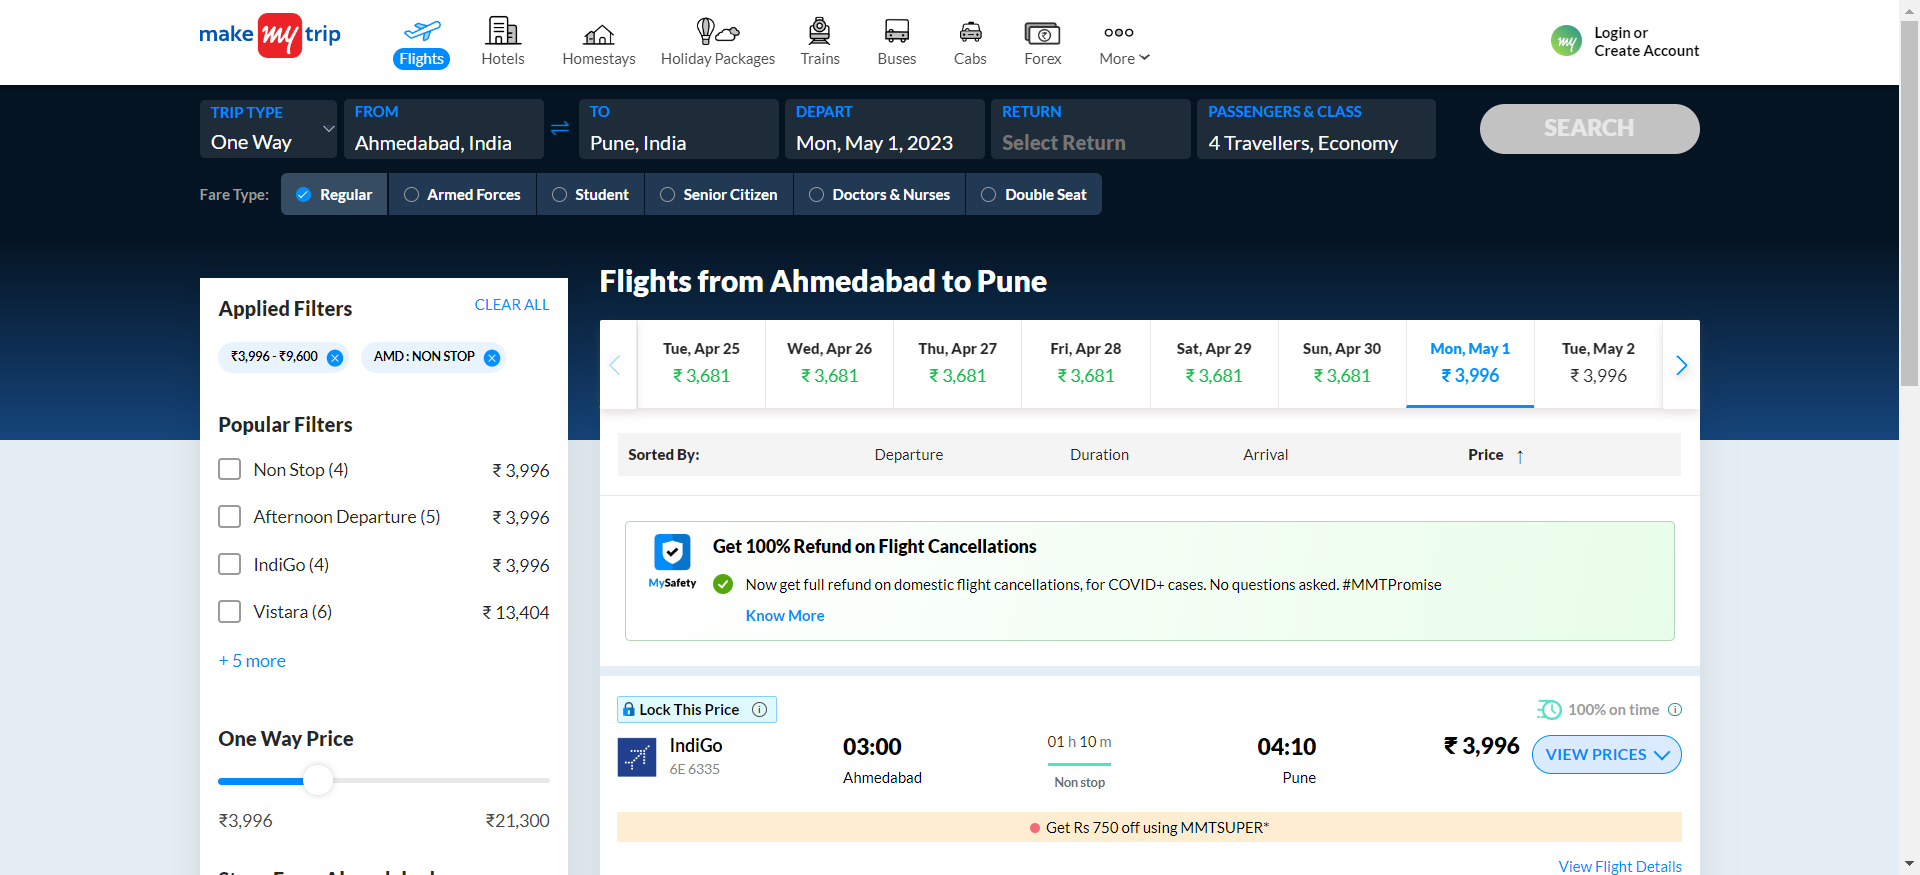 make my trip
Flights
Hotels
Homestays
Holiday Packages
Trains
Buses
Cabs
Forex
More
my
Login or
Create Account
TRIP TYPE
One Way
FROM
Ahmedabad, India
TO
Pune, India
DEPART
Mon, May 1, 2023
RETURN
Select Return
PASSENGERS & CLASS
4 Travellers, Economy
SEARCH
Fare Type:
Regular
Armed Forces
Student
Senior Citizen
Doctors & Nurses
Double Seat
Applied Filters
CLEAR ALL
₹3,996 - ₹9,600
AMD : NON STOP
Popular Filters
Non Stop (4) ₹ 3,996
Afternoon Departure (5) ₹ 3,996
IndiGo (4) ₹ 3,996
Vistara (6) ₹ 13,404
+ 5 more
One Way Price
₹3,996 ₹21,300
Flights from Ahmedabad to Pune
Tue, Apr 25
₹ 3,681
Wed, Apr 26
₹ 3,681
Thu, Apr 27
₹ 3,681
Fri, Apr 28
₹ 3,681
Sat, Apr 29
₹ 3,681
Sun, Apr 30
₹ 3,681
Mon, May 1
₹ 3,996
Tue, May 2
₹ 3,996
Sorted By: Departure Duration Arrival Price ↑
MySafety
Get 100% Refund on Flight Cancellations
Now get full refund on domestic flight cancellations, for COVID+ cases. No questions asked. #MMTPromise
Know More
Lock This Price
100% on time
IndiGo
6E 6335
03:00
Ahmedabad
01 h 10 m
Non stop
04:10
Pune
₹ 3,996
VIEW PRICES
Get Rs 750 off using MMTSUPER*
View Flight Details